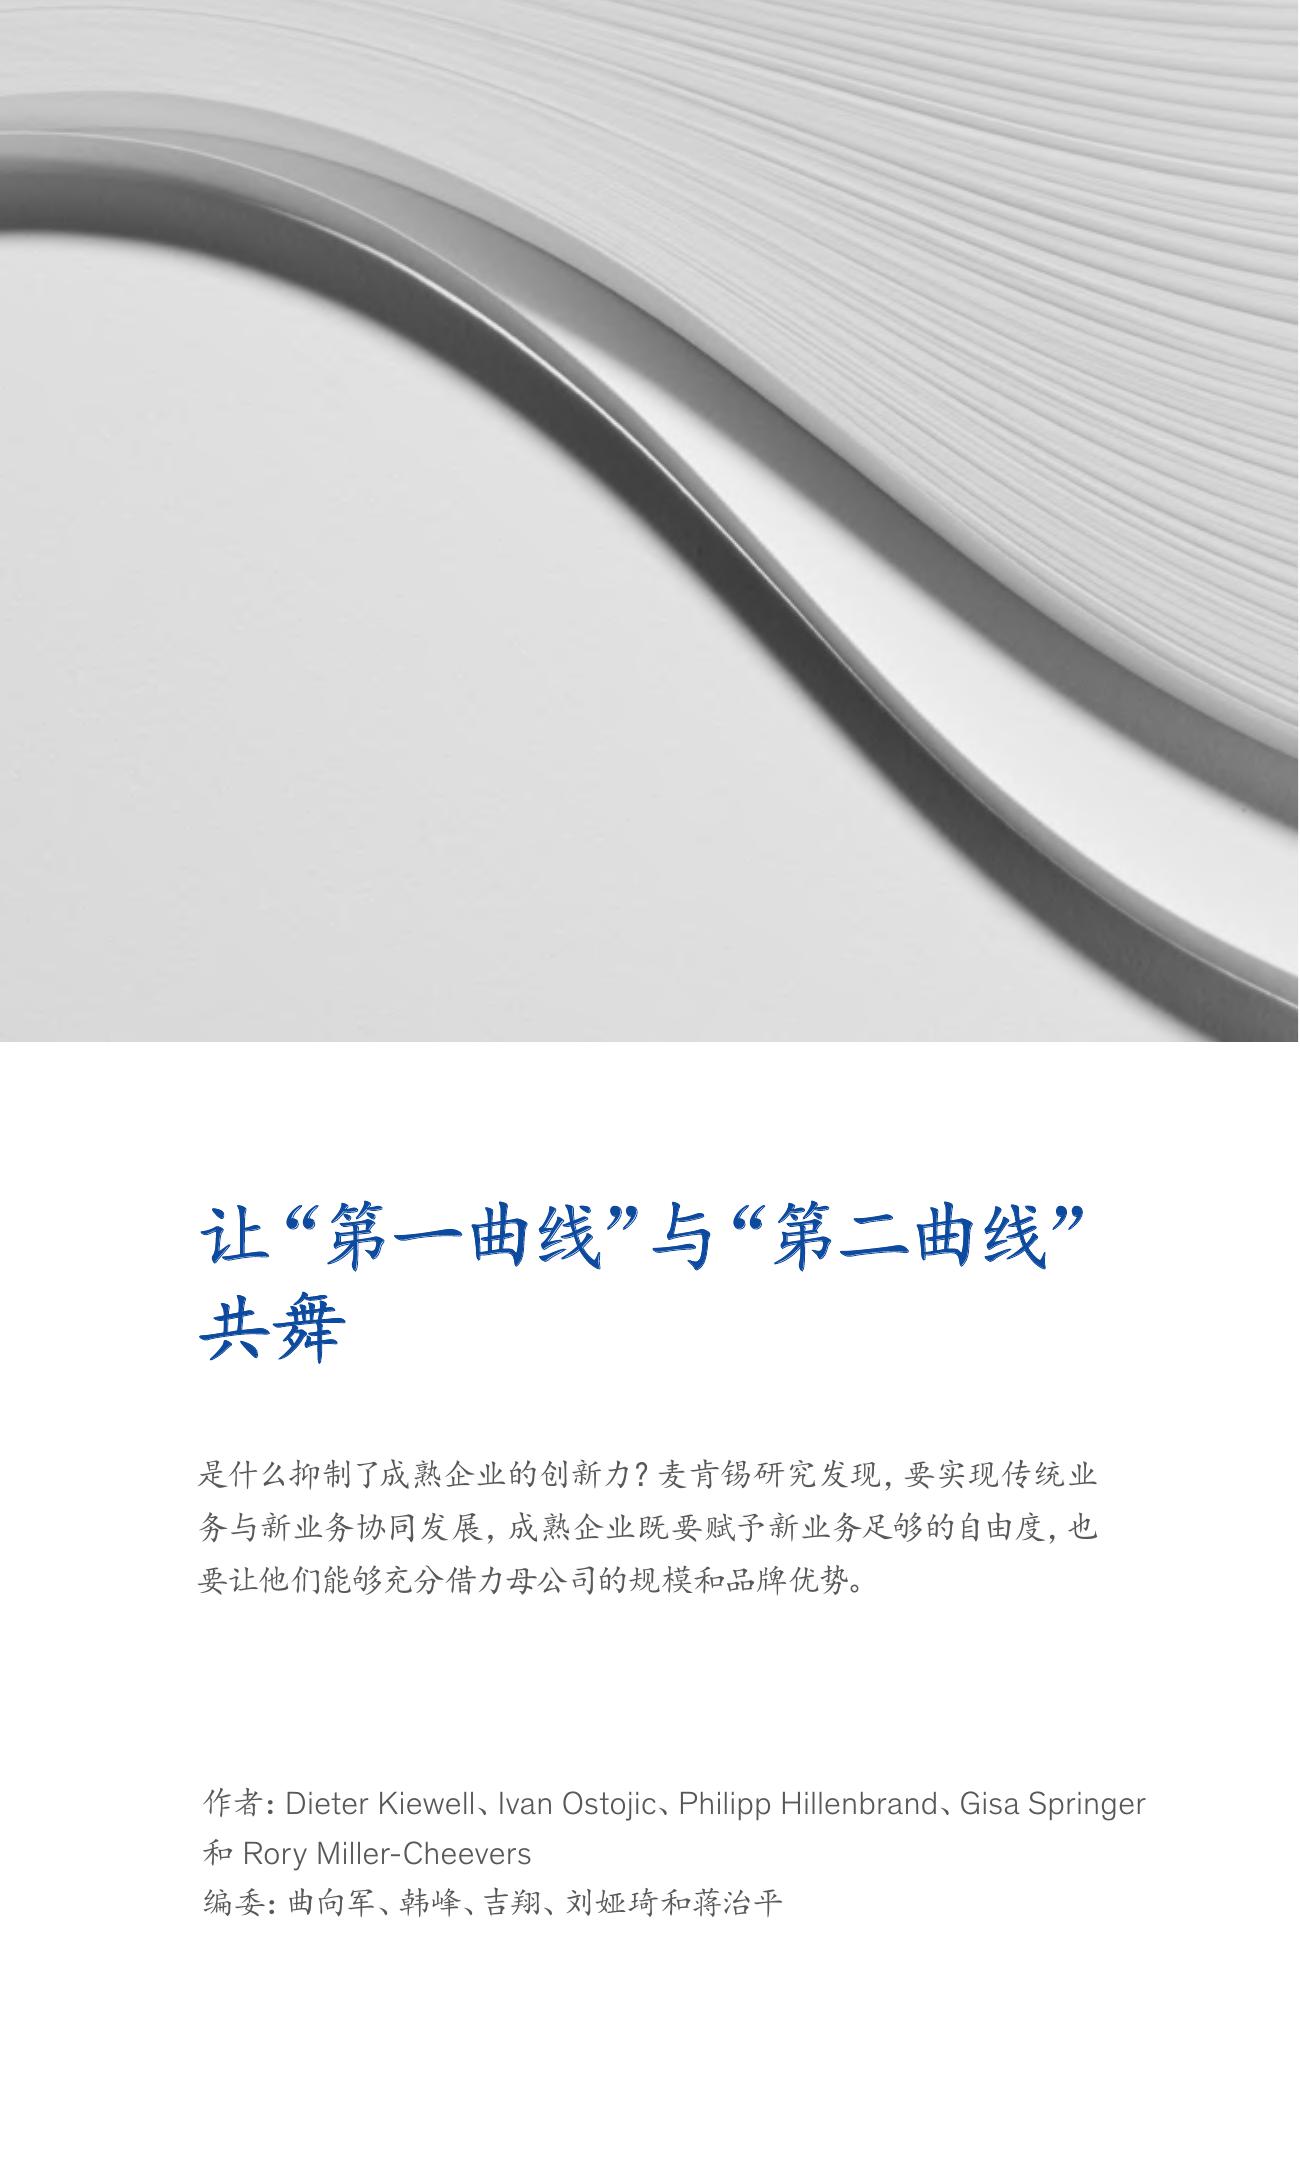 让“第一曲线”与“第二曲线”
共舞
是什么抑制了成熟企业的创新力？麦肯锡研究发现，要实现传统业
务与新业务协同发展，成熟企业既要赋予新业务足够的自由度，也
要让他们能够充分借力母公司的规模和品牌优势。
作者：Dieter Kiewell、Ivan Ostojic、Philipp Hillenbrand、Gisa Springer
和 Rory Miller-Cheevers
编委：曲向军、韩峰、吉翔、刘娅琦和蒋治平